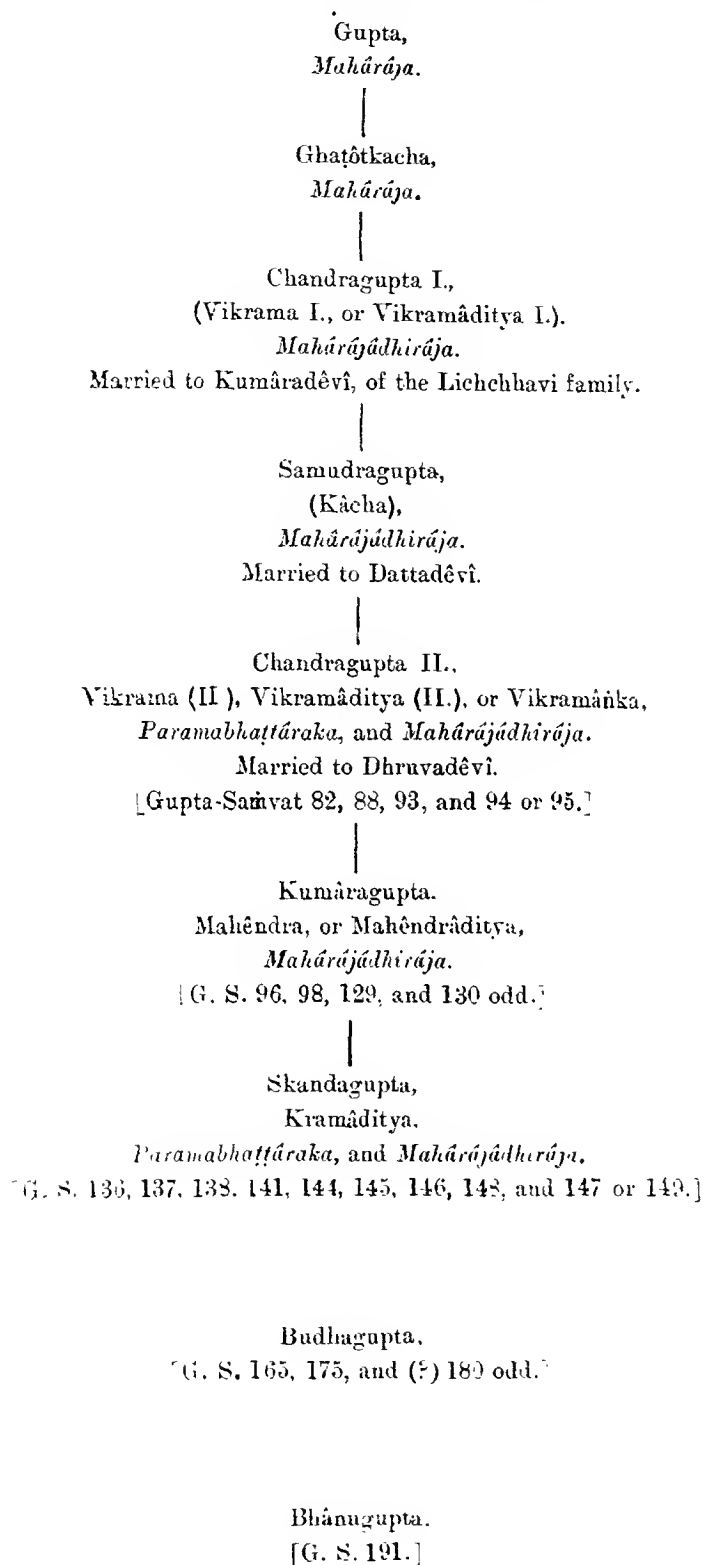 Gupta,
Mahârâja.
Ghaṭôtkacha,
Mahârâja.
Chandragupta I.,
(Vikrama I., or Vikramâditya I.).
Mahârâjâdhirâja.
Married to Kumâradêvî, of the Lichchhavi family.
Samudragupta,
(Kâcha),
Mahârâjâdhirâja.
Married to Dattadêvî.
Chandragupta II.,
Vikrama (II ), Vikramâditya (II.), or Vikramâṅka,
Paramabhaṭṭâraka, and Mahârâjâdhirâja.
Married to Dhruvadêvî.
[Gupta-Saṁvat 82, 88, 93, and 94 or 95.]
Kumâragupta.
Mahêndra, or Mahêndrâditya,
Mahârâjâdhirâja.
[G. S. 96, 98, 129, and 130 odd.]
Skandagupta,
Kramâditya,
Paramabhaṭṭâraka, and Mahârâjâdhirâja.
[G. S. 136, 137, 138, 141, 144, 145, 146, 148, and 147 or 149.]
Budhagupta.
[G. S. 165, 175, and (?) 180 odd.]
Bhânugupta.
[G. S. 191.]